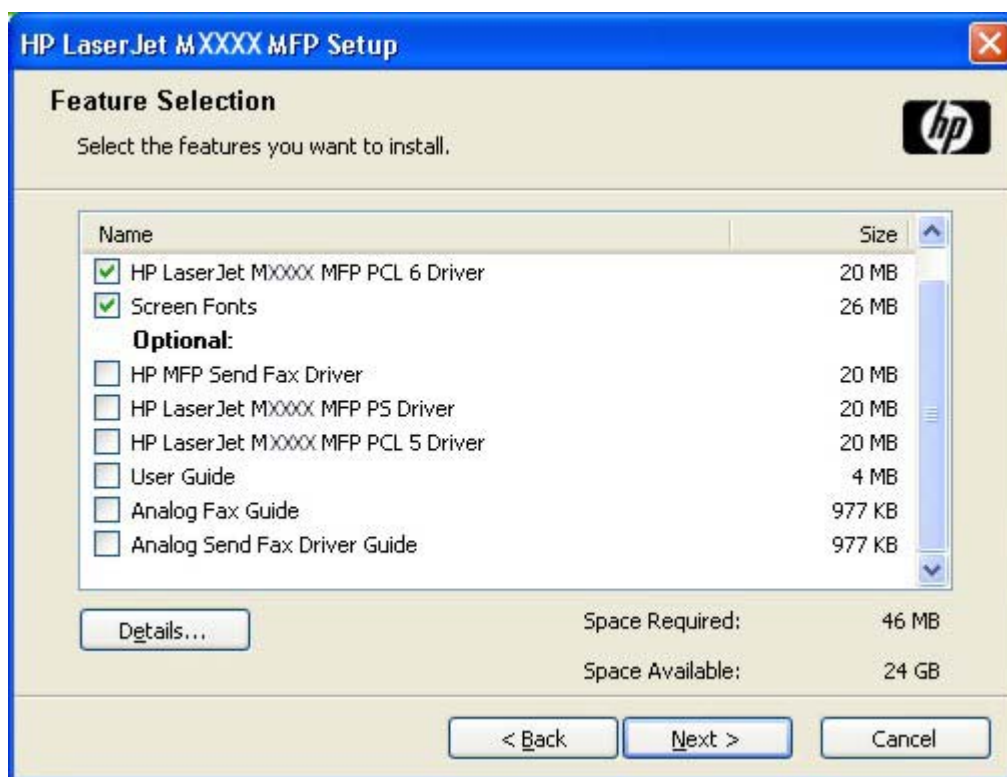 HP LaserJet MXXXX MFP Setup
Feature Selection
Select the features you want to install.
hp
Name Size
HP LaserJet MXXXX MFP PCL 6 Driver 20 MB
Screen Fonts 26 MB
Optional:
HP MFP Send Fax Driver 20 MB
HP LaserJet MXXXX MFP PS Driver 20 MB
HP LaserJet MXXXX MFP PCL 5 Driver 20 MB
User Guide 4 MB
Analog Fax Guide 977 KB
Analog Send Fax Driver Guide 977 KB
Details...
Space Required: 46 MB
Space Available: 24 GB
< Back Next > Cancel